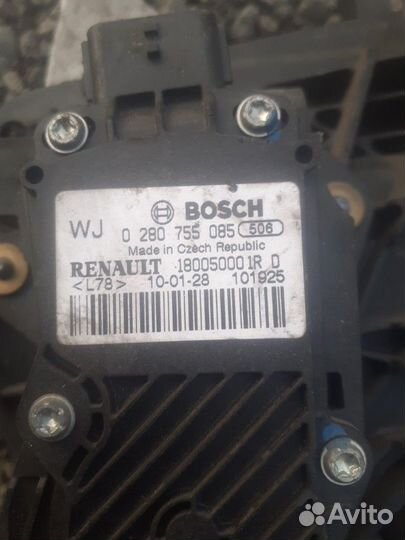 WJ BOSCH
0 280 755 085 506
Made in Czech Republic
RENAULT 180050001R D
<L78> 10-01-28 101925
Avito